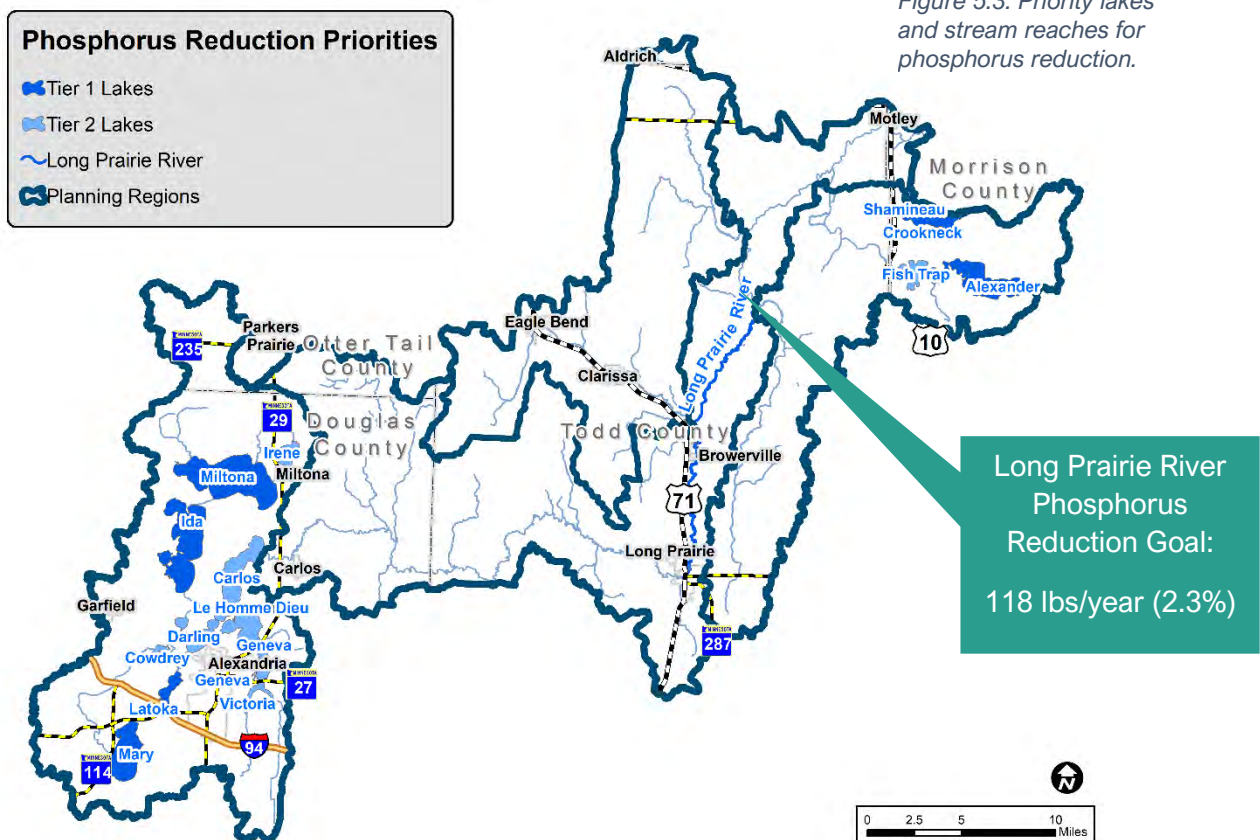 Figure 5.3. Priority lakes
and stream reaches for
phosphorus reduction.
Phosphorus Reduction Priorities
Tier 1 Lakes
Tier 2 Lakes
Long Prairie River
Planning Regions
Aldrich
Motley
Morrison
County
Shamineau
Crookneck
Fish Trap
Alexander
10
Long Prairie River
Eagle Bend
Clarissa
Parkers
Prairie
MINNESOTA
235
Otter Tail
County
MINNESOTA
29
Douglas
County
Todd County
Browerville
71
Irene
Miltona
Miltona
Ida
Long Prairie
MINNESOTA
287
Carlos
Carlos
Garfield
Le Homme Dieu
Darling
Geneva
Cowdrey
Alexandria
Geneva
MINNESOTA
27
Latoka
Victoria
94
Mary
MINNESOTA
114
Long Prairie River
Phosphorus
Reduction Goal:
118 lbs/year (2.3%)
N
0 2.5 5 10
Miles